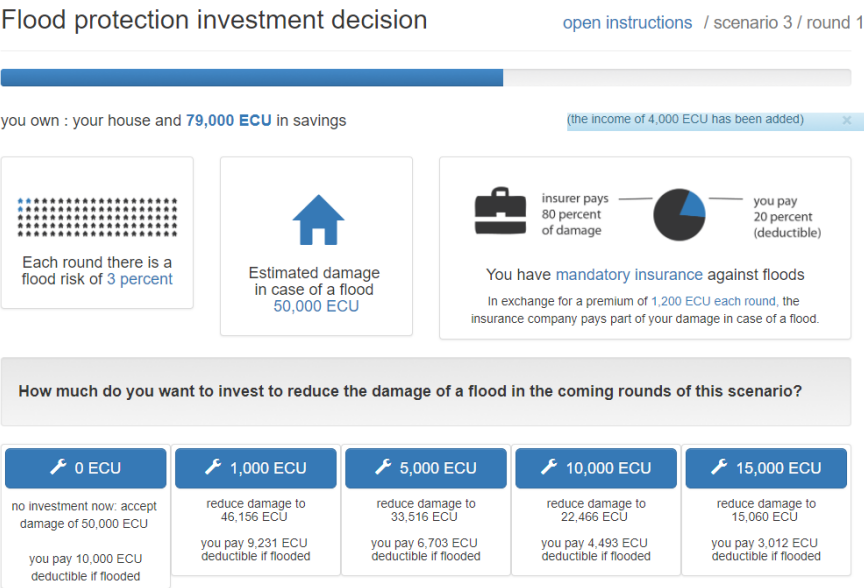 Flood protection investment decision
open instructions / scenario 3 / round 1
you own : your house and 79,000 ECU in savings
(the income of 4,000 ECU has been added) ×
Each round there is a
flood risk of 3 percent
Estimated damage
in case of a flood
50,000 ECU
insurer pays
80 percent
of damage
you pay
20 percent
(deductible)
You have mandatory insurance against floods
In exchange for a premium of 1,200 ECU each round, the
insurance company pays part of your damage in case of a flood.
How much do you want to invest to reduce the damage of a flood in the coming rounds of this scenario?
0 ECU
no investment now: accept
damage of 50,000 ECU
you pay 10,000 ECU
deductible if flooded
1,000 ECU
reduce damage to
46,156 ECU
you pay 9,231 ECU
deductible if flooded
5,000 ECU
reduce damage to
33,516 ECU
you pay 6,703 ECU
deductible if flooded
10,000 ECU
reduce damage to
22,466 ECU
you pay 4,493 ECU
deductible if flooded
15,000 ECU
reduce damage to
15,060 ECU
you pay 3,012 ECU
deductible if flooded